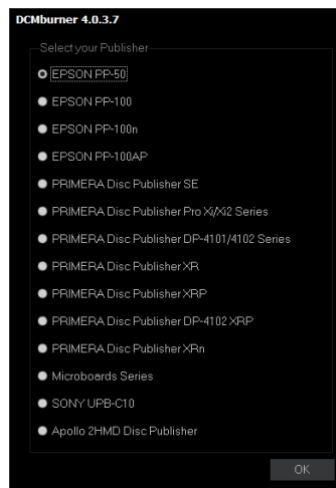 DCMburner 4.0.3.7
Select your Publisher
EPSON PP-50
EPSON PP-100
EPSON PP-100n
EPSON PP-100AP
PRIMERA Disc Publisher SE
PRIMERA Disc Publisher Pro Xi/Xi2 Series
PRIMERA Disc Publisher DP-4101/4102 Series
PRIMERA Disc Publisher XR
PRIMERA Disc Publisher XRP
PRIMERA Disc Publisher DP-4102 XRP
PRIMERA Disc Publisher XRn
Microboards Series
SONY UPB-C10
Apollo 2HMD Disc Publisher
OK